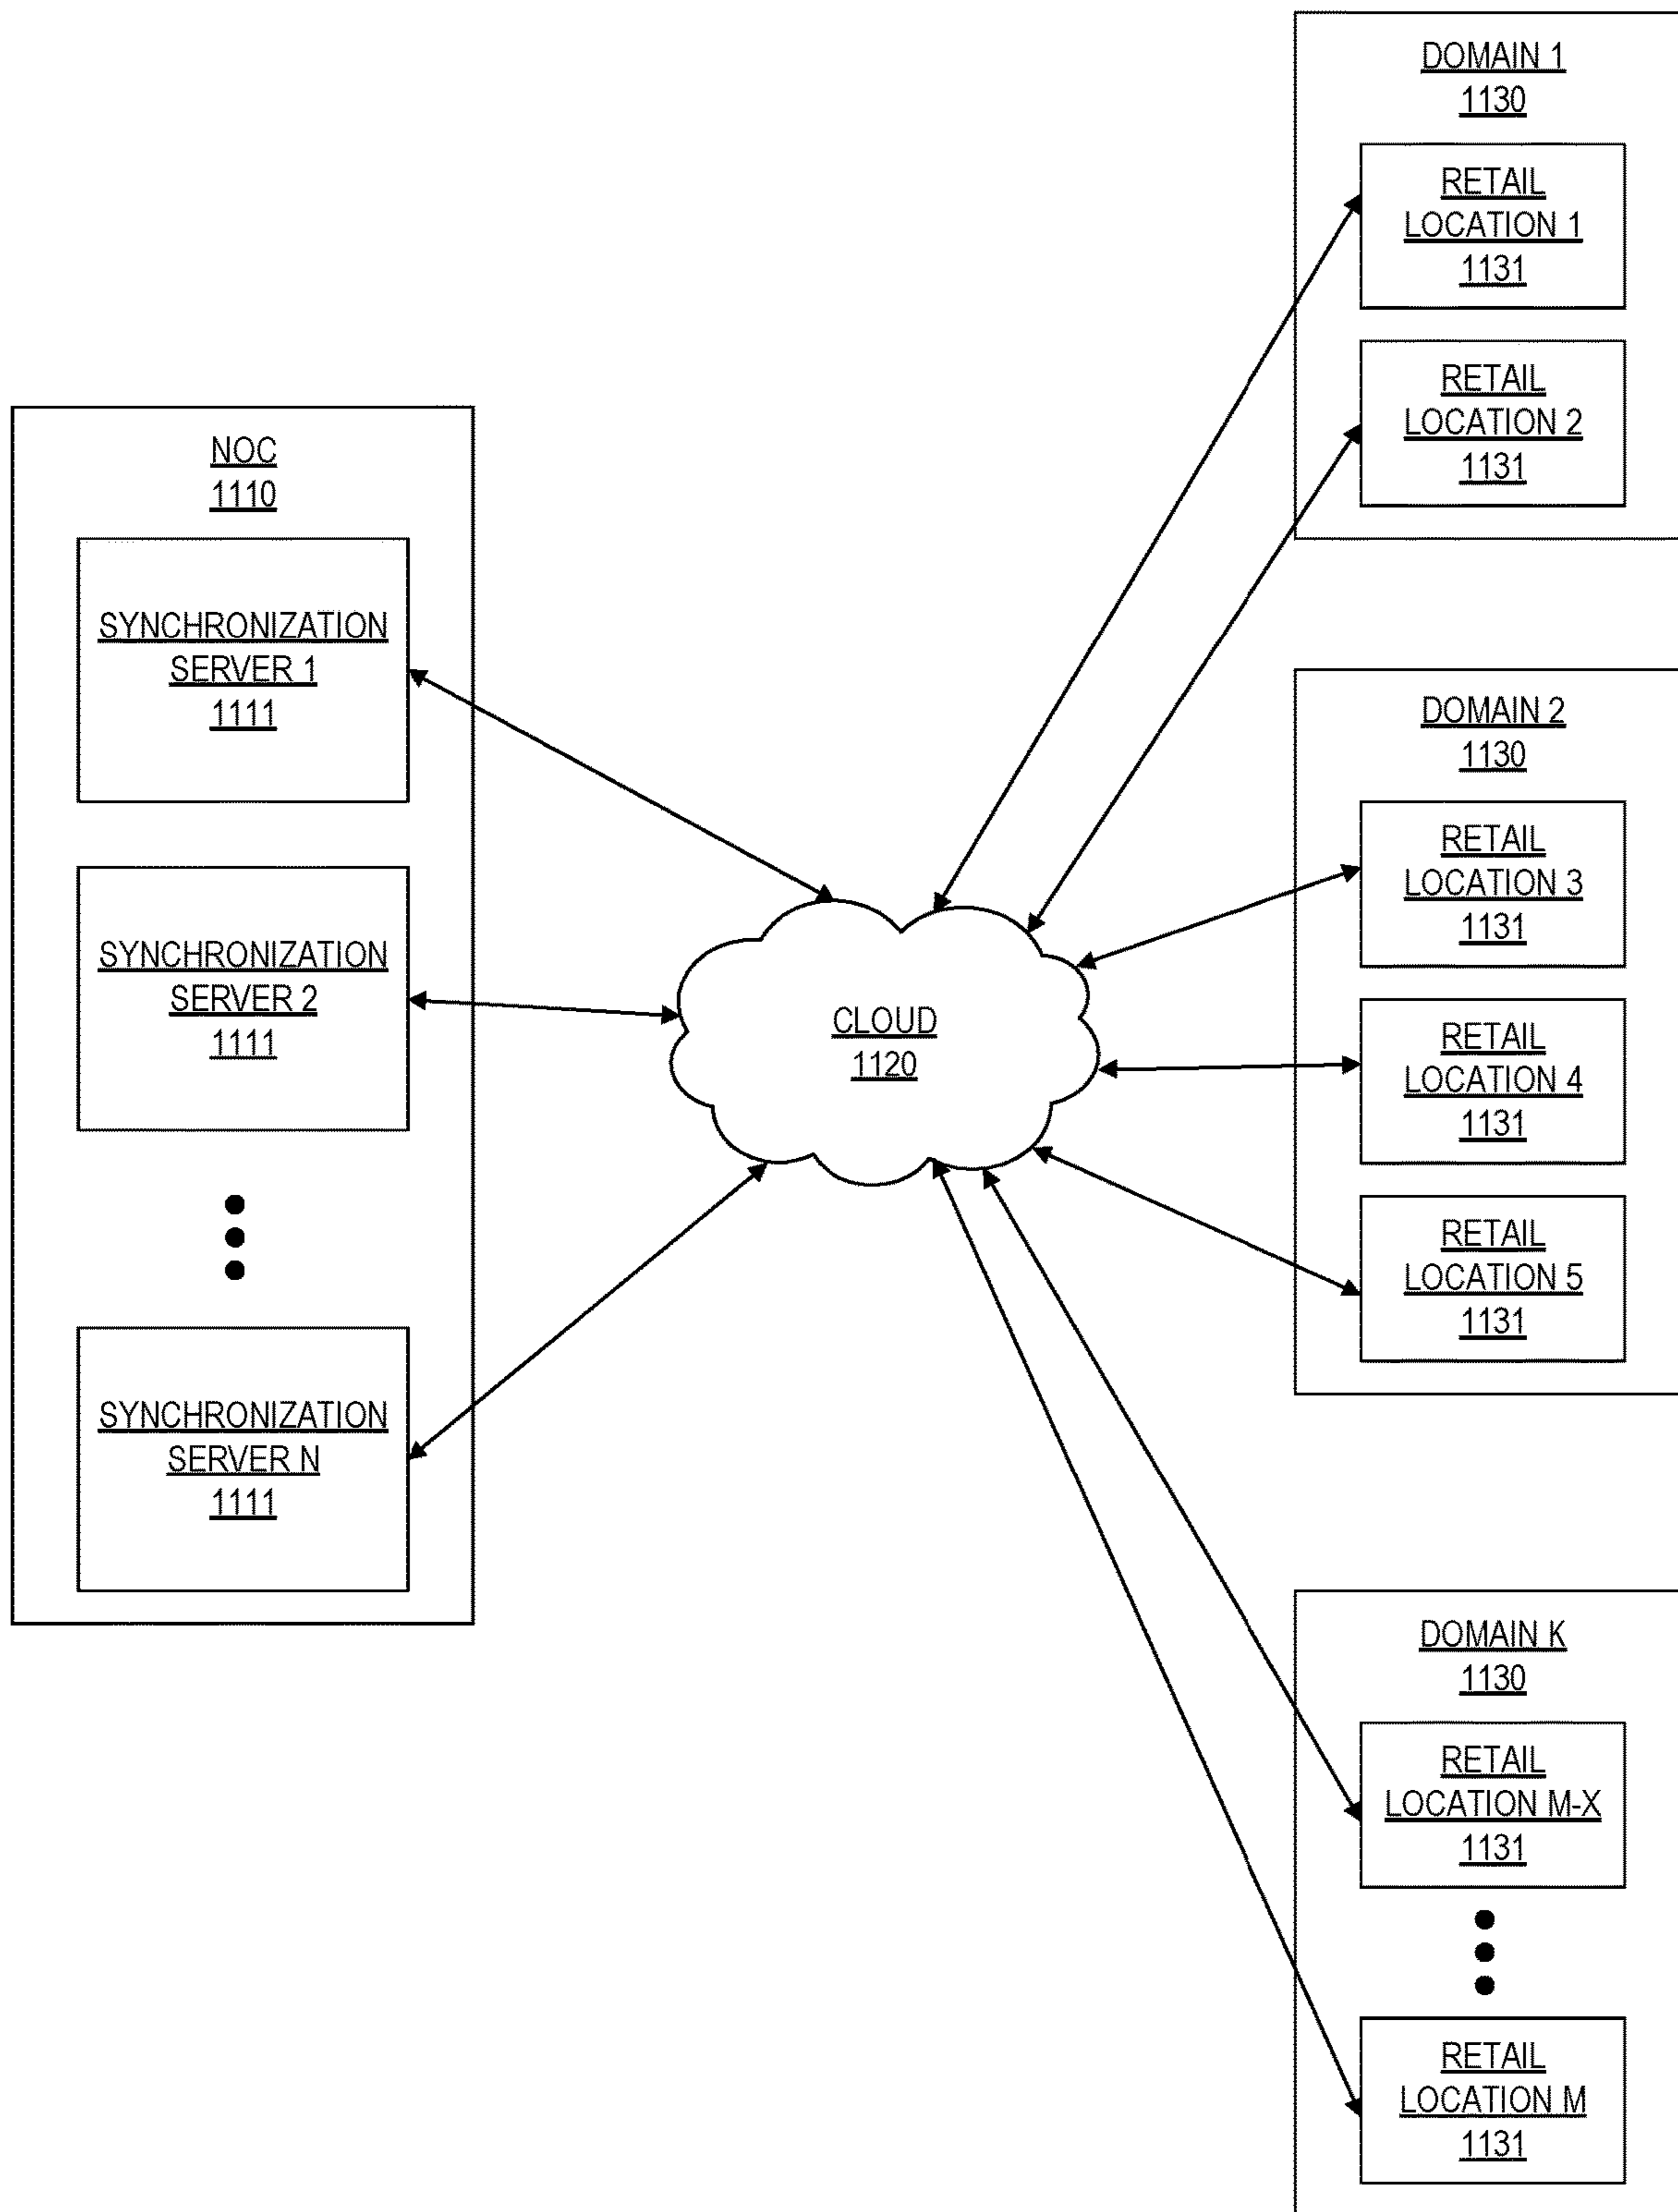 NOC
1110
SYNCHRONIZATION
SERVER 1
1111
SYNCHRONIZATION
SERVER 2
1111
SYNCHRONIZATION
SERVER N
1111
CLOUD
1120
DOMAIN 1
1130
RETAIL
LOCATION 1
1131
RETAIL
LOCATION 2
1131
DOMAIN 2
1130
RETAIL
LOCATION 3
1131
RETAIL
LOCATION 4
1131
RETAIL
LOCATION 5
1131
DOMAIN K
1130
RETAIL
LOCATION M-X
1131
RETAIL
LOCATION M
1131